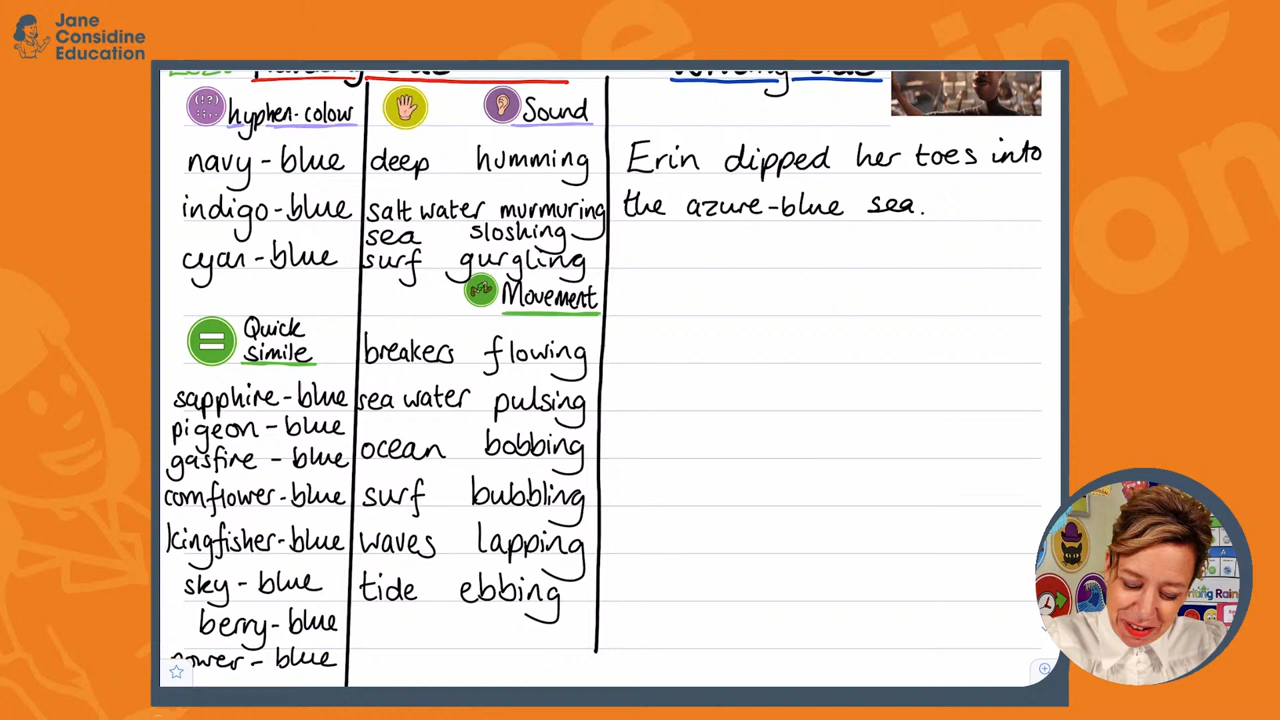 Jane
Considine
Education
hyphen-colour
navy-blue
indigo-blue
cyan-blue
Quick
simile
sapphire-blue
pigeon-blue
gasfire-blue
cornflower-blue
kingfisher-blue
sky-blue
berry-blue
-blue
Sound
deep humming
salt water murmuring
sea sloshing
surf gurgling
Movement
breakers flowing
sea water pulsing
ocean bobbing
surf bubbling
waves lapping
tide ebbing
Erin dipped her toes into
the azure-blue sea.